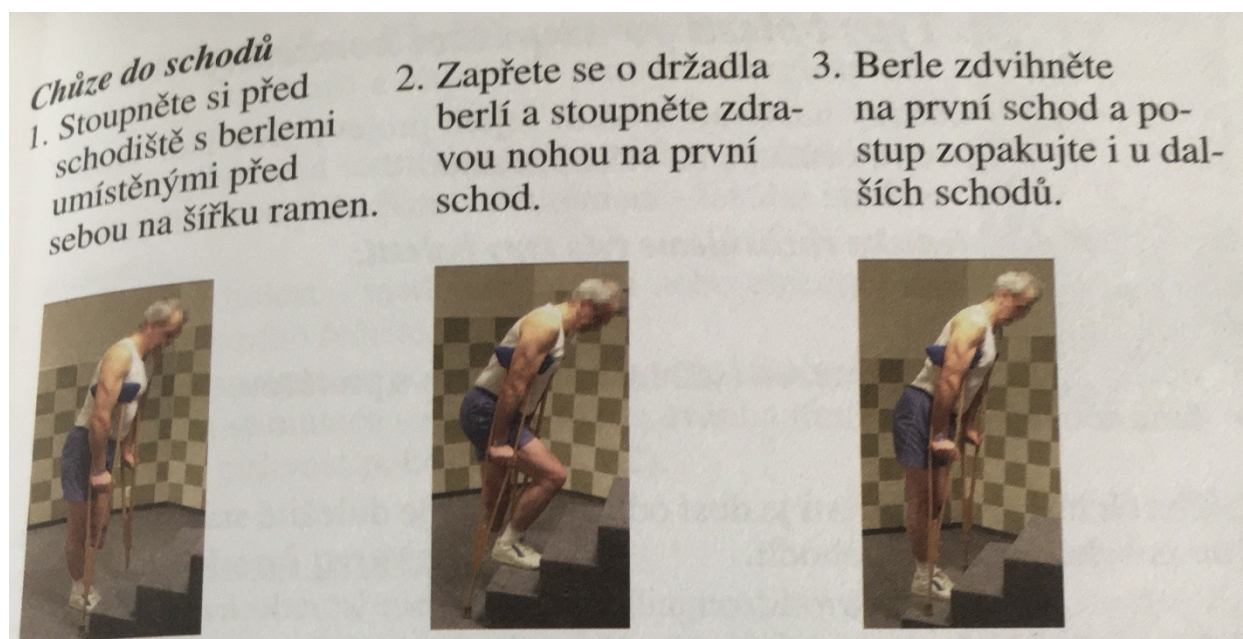 Chůze do schodů
1. Stoupněte si před
schodiště s berlemi
umístěnými před
sebou na šířku ramen.
2. Zapřete se o držadla
berlí a stoupněte zdra-
vou nohou na první
schod.
3. Berle zdvihněte
na první schod a po-
stup zopakujte i u dal-
ších schodů.